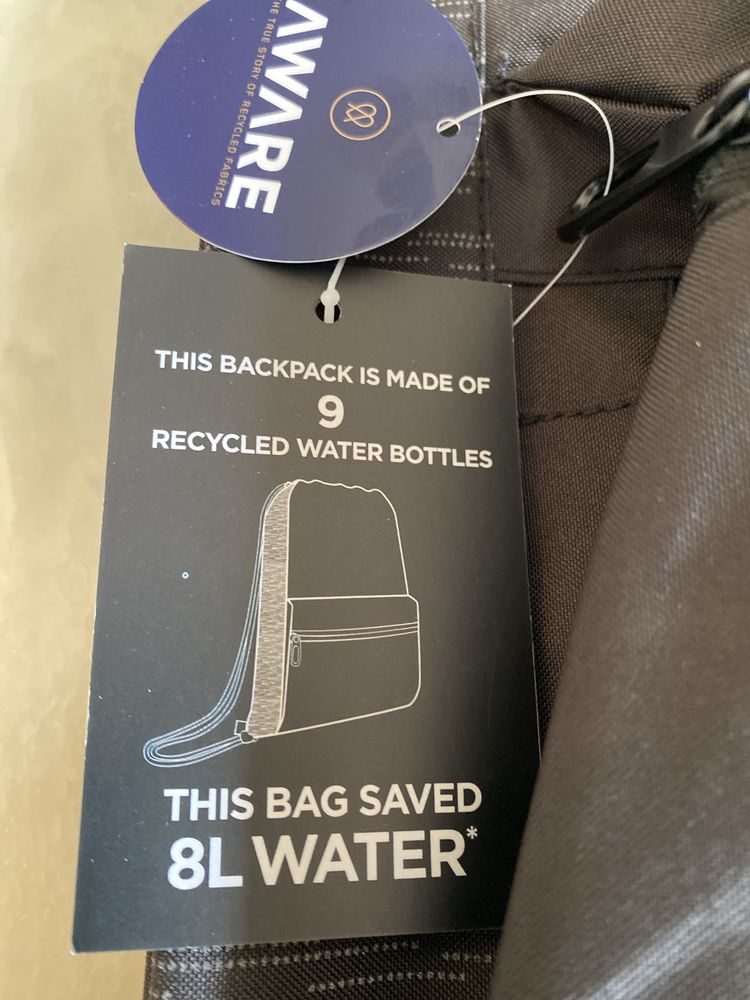 AWARE
THE TRUE STORY OF RECYCLED FABRICS
THIS BACKPACK IS MADE OF
9
RECYCLED WATER BOTTLES
THIS BAG SAVED
8L WATER*